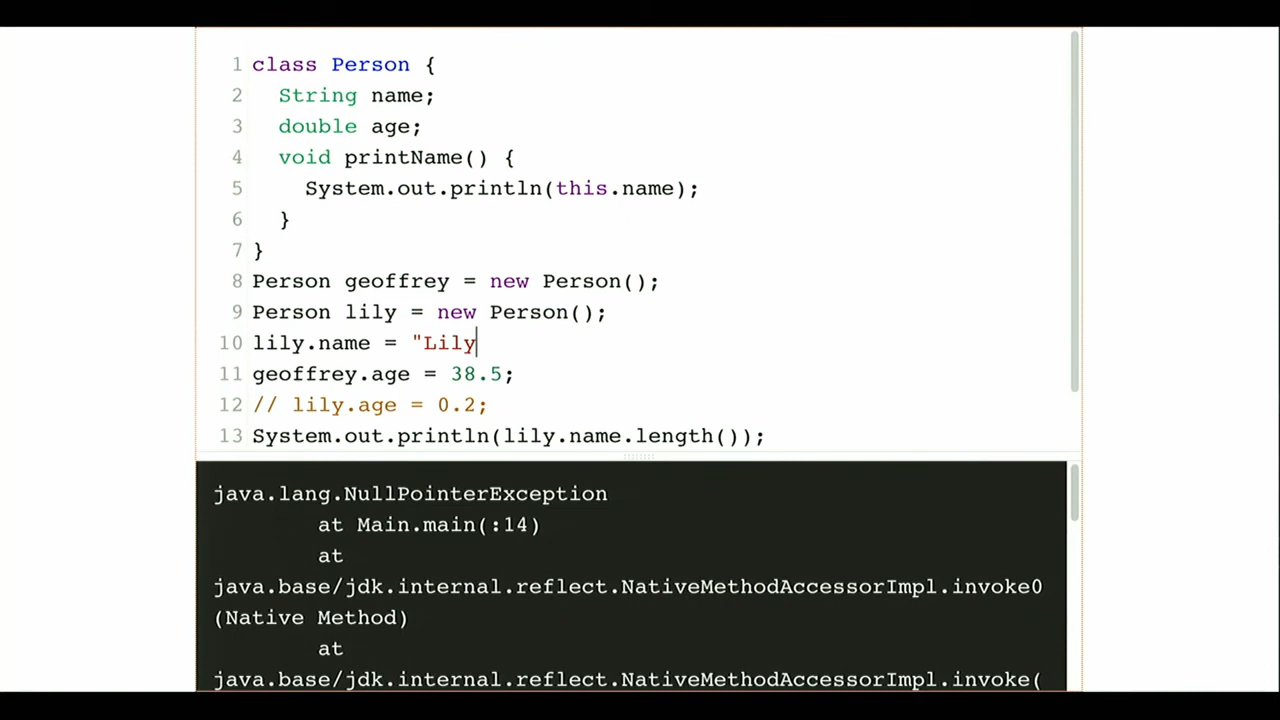 1 class Person {
2   String name;
3   double age;
4   void printName() {
5     System.out.println(this.name);
6   }
7 }
8 Person geoffrey = new Person();
9 Person lily = new Person();
10 lily.name = "Lily
11 geoffrey.age = 38.5;
12 // lily.age = 0.2;
13 System.out.println(lily.name.length());
java.lang.NullPointerException
        at Main.main(:14)
        at
java.base/jdk.internal.reflect.NativeMethodAccessorImpl.invoke0
(Native Method)
        at
java.base/jdk.internal.reflect.NativeMethodAccessorImpl.invoke(